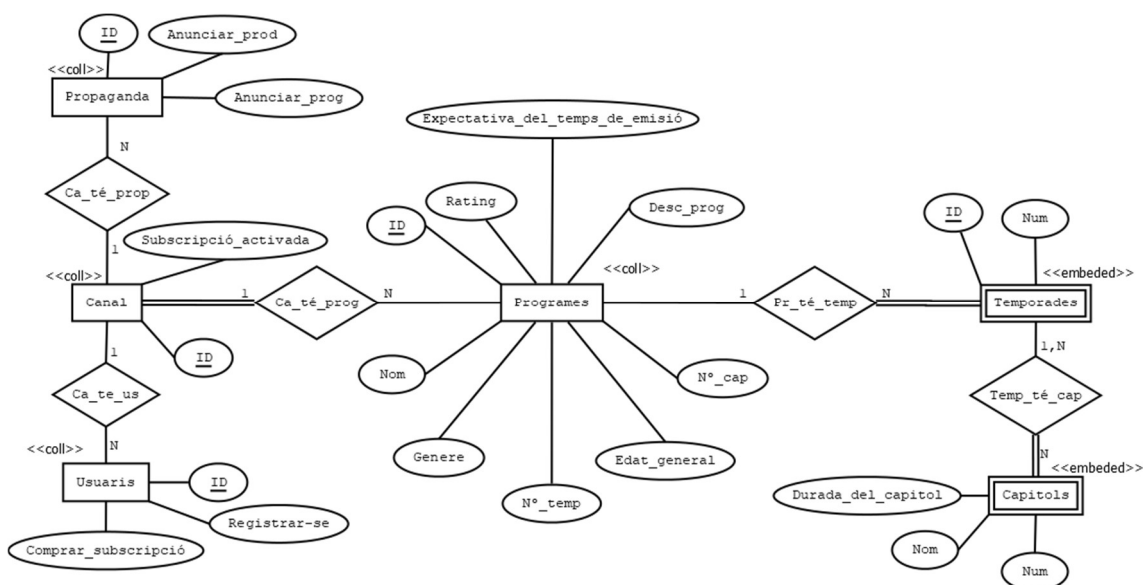 ID
Anunciar_prod
<<coll>>
Propaganda
Anunciar_prog
N
Ca_té_prop
1
Subscripció_activada
<<coll>>
Canal
ID
1
Ca_té_prog
N
1
Ca_te_us
N
<<coll>>
Usuaris
ID
Registrar-se
Comprar_subscripció
Expectativa_del_temps_de_emisió
Rating
Desc_prog
ID
<<coll>>
Programes
Nom
Nº_cap
Genere
Edat_general
Nº_temp
1
Pr_té_temp
N
ID
Num
<<embeded>>
Temporades
1,N
Temp_té_cap
N
<<embeded>>
Durada_del_capitol
Capitols
Nom
Num